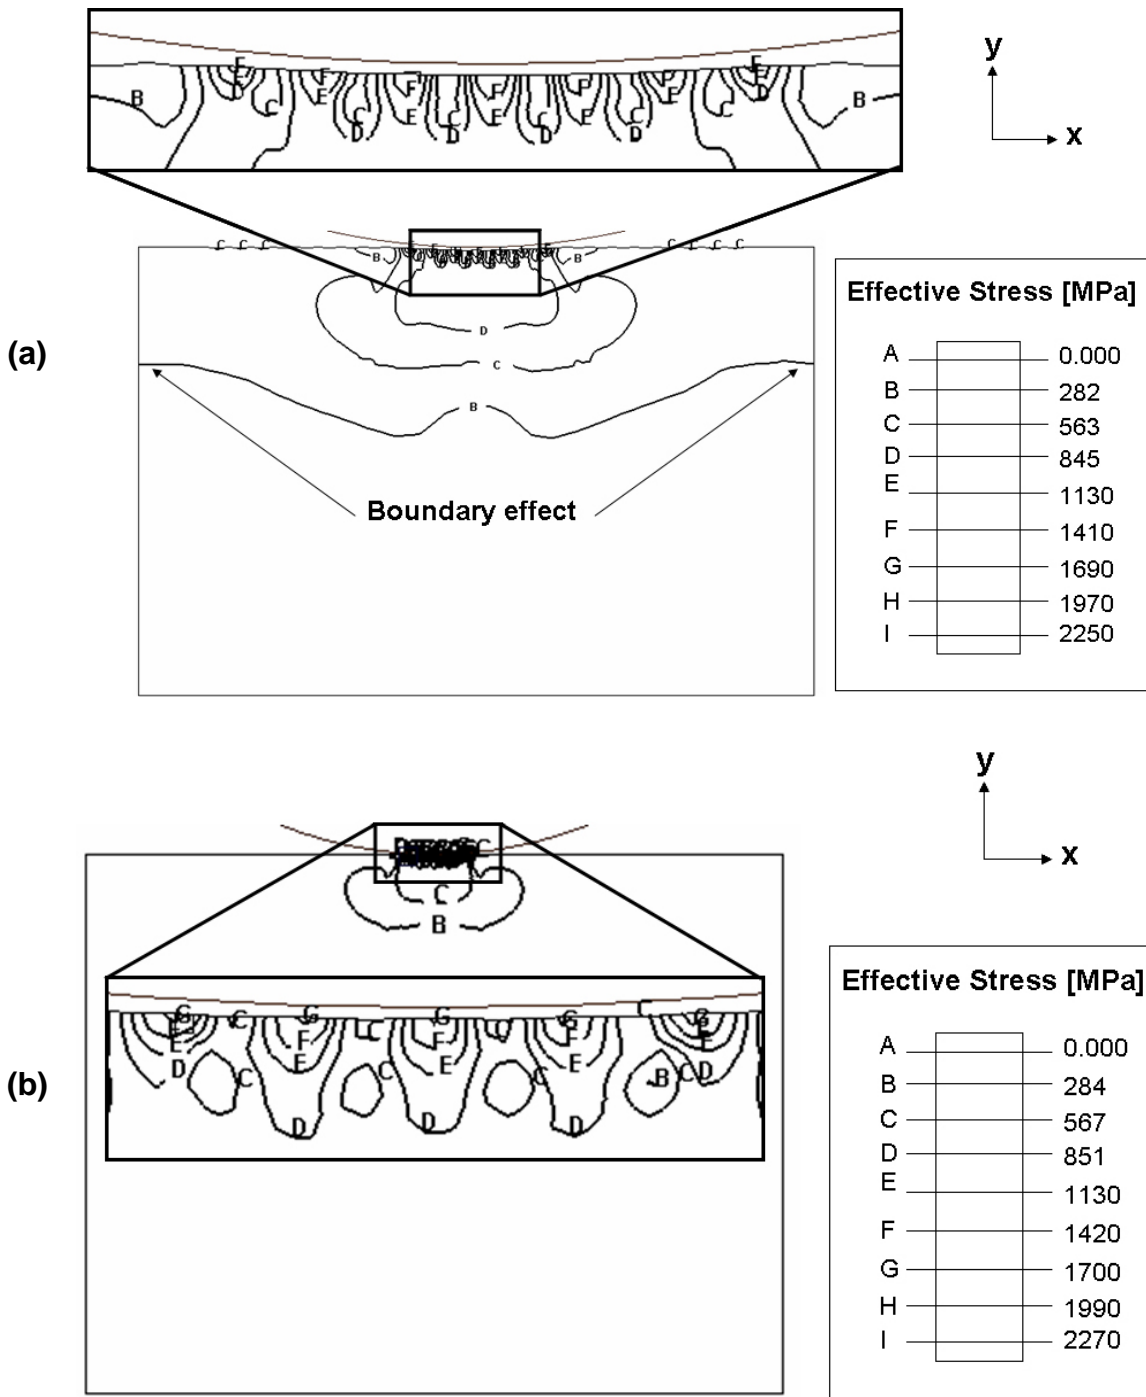 y
x
(a)
Effective Stress [MPa]
A 0.000
B 282
C 563
D 845
E 1130
F 1410
G 1690
H 1970
I 2250
B
B
B
B
D
C
B
Boundary effect
(b)
y
x
C
B
Effective Stress [MPa]
A 0.000
B 284
C 567
D 851
E 1130
F 1420
G 1700
H 1990
I 2270
G
G
G
G
G
F
F
F
E
E
E
E
D
D
D
D
D
C
C
C
C
B